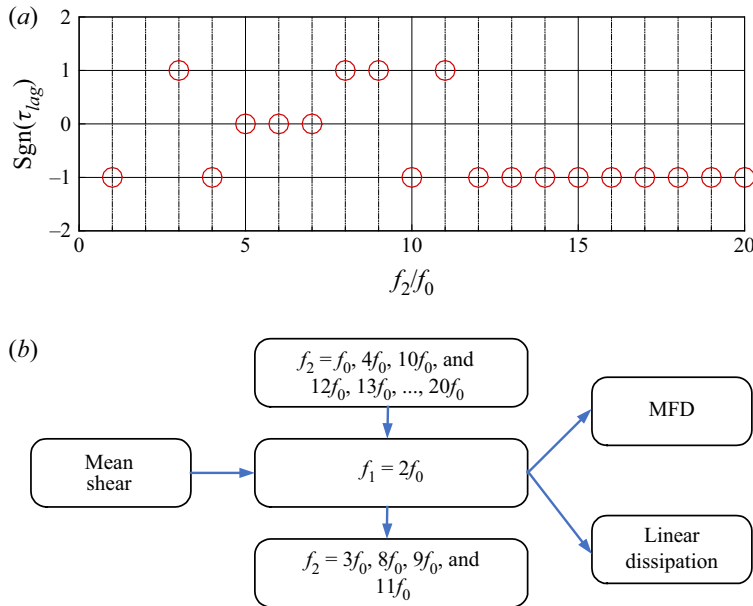 (a)
2
1
0
−1
−2
Sgn(τlag)
0
5
10
15
20
f2/f0
(b)
f2 = f0, 4f0, 10f0, and
12f0, 13f0, ..., 20f0
MFD
Mean
shear
f1 = 2f0
Linear
dissipation
f2 = 3f0, 8f0, 9f0, and
11f0